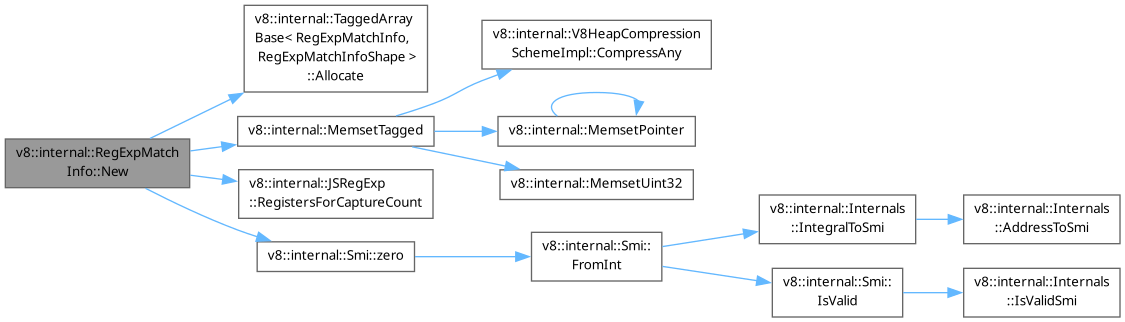 v8::internal::RegExpMatch
Info::New
v8::internal::TaggedArray
Base< RegExpMatchInfo,
RegExpMatchInfoShape >
::Allocate
v8::internal::MemsetTagged
v8::internal::V8HeapCompression
SchemeImpl::CompressAny
v8::internal::MemsetPointer
v8::internal::MemsetUint32
v8::internal::JSRegExp
::RegistersForCaptureCount
v8::internal::Smi::zero
v8::internal::Smi::
FromInt
v8::internal::Internals
::IntegralToSmi
v8::internal::Internals
::AddressToSmi
v8::internal::Smi::
IsValid
v8::internal::Internals
::IsValidSmi